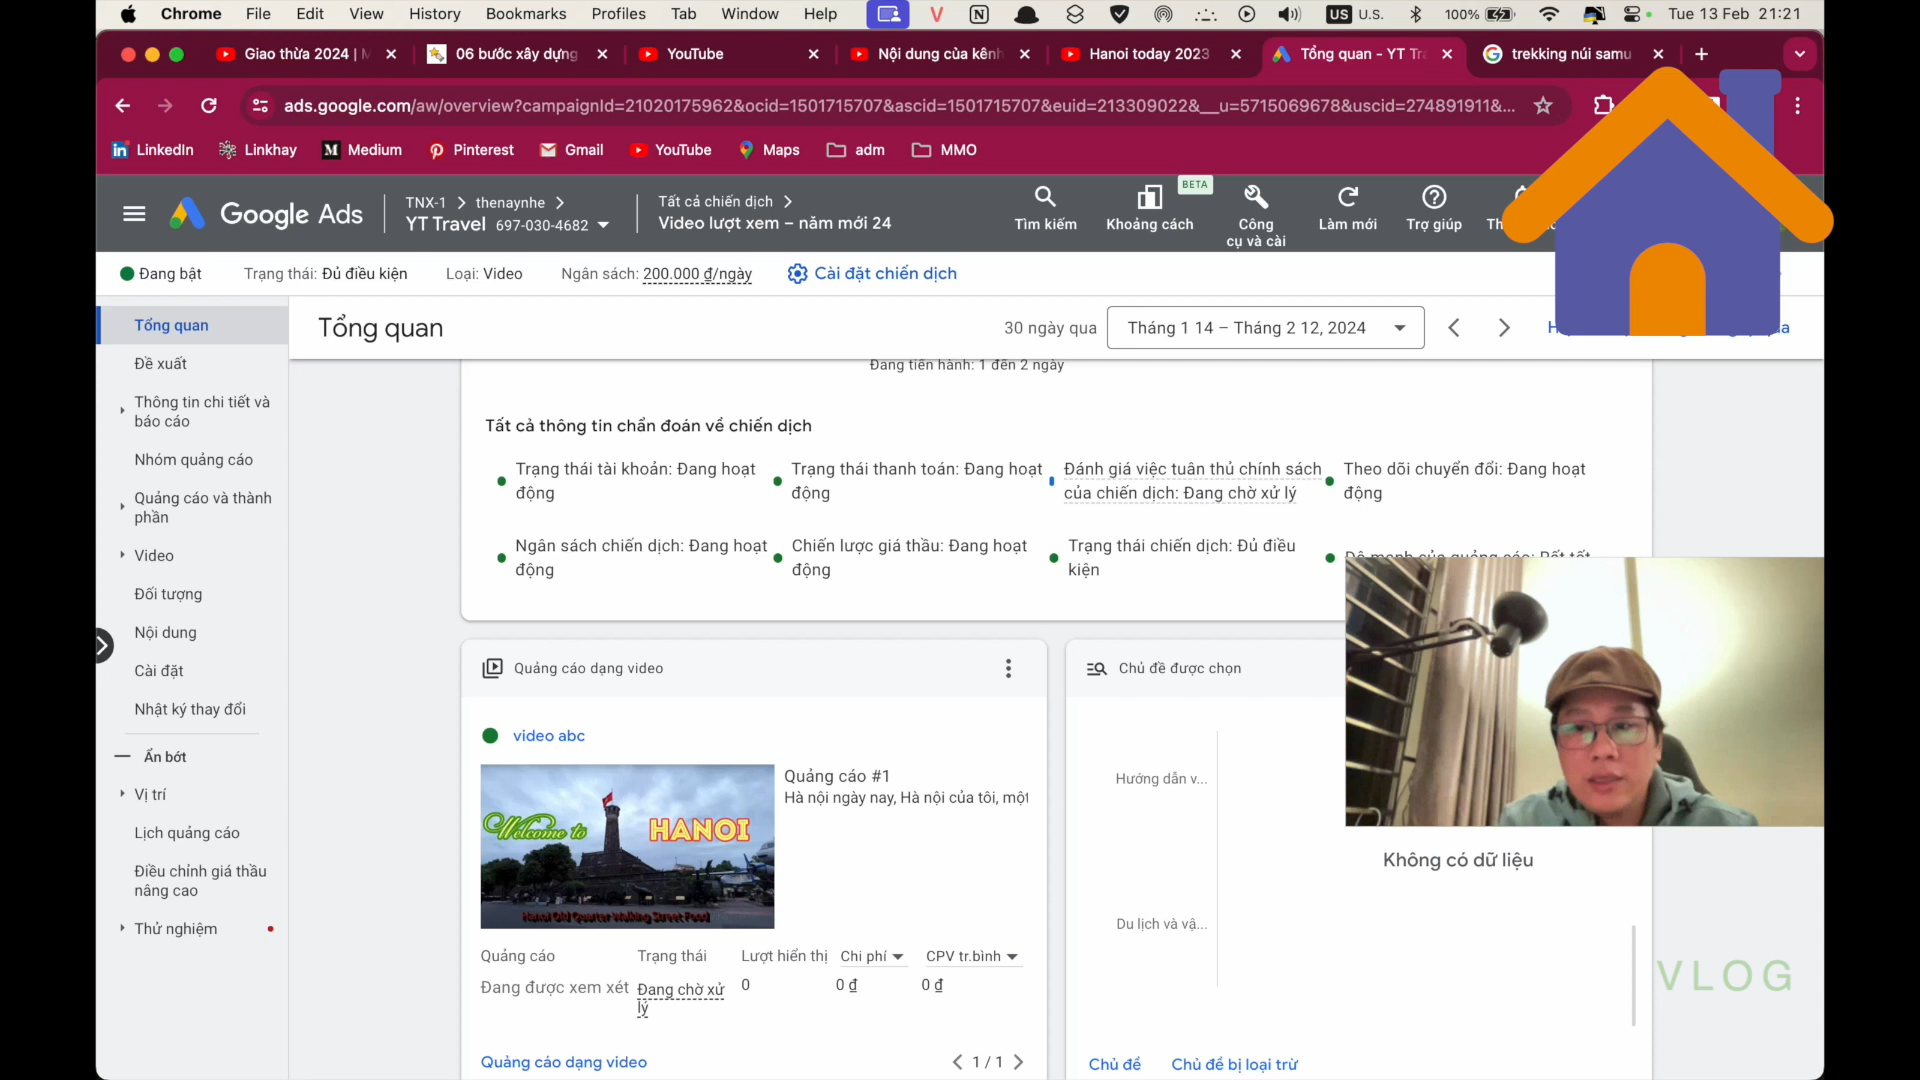 Chrome File Edit View History Bookmarks Profiles Tab Window Help US U.S. 100% Tue 13 Feb 21:21
Giao thừa 2024 | 06 bước xây dựng YouTube Nội dung của kênh Hanoi today 2023 Tổng quan - YT Tr trekking núi samu
ads.google.com/aw/overview?campaignId=21020175962&ocid=1501715707&ascid=1501715707&euid=213309022&__u=5715069678&uscid=274891911&...
LinkedIn Linkhay Medium Pinterest Gmail YouTube Maps adm MMO
BETA
Google Ads
TNX-1 > thenaynhe >
YT Travel 697-030-4682
Tất cả chiến dịch >
Video lượt xem – năm mới 24
Tìm kiếm
Khoảng cách
Công
cụ và cài
Làm mới
Trợ giúp
Đang bật Trạng thái: Đủ điều kiện Loại: Video Ngân sách: 200.000 ₫/ngày Cài đặt chiến dịch
Tổng quan
Đề xuất
Thông tin chi tiết và
báo cáo
Nhóm quảng cáo
Quảng cáo và thành
phần
Video
Đối tượng
Nội dung
Cài đặt
Nhật ký thay đổi
Ẩn bớt
Vị trí
Lịch quảng cáo
Điều chỉnh giá thầu
nâng cao
Thử nghiệm
Tổng quan
30 ngày qua Tháng 1 14 – Tháng 2 12, 2024
Đang tiến hành: 1 đến 2 ngày
Tất cả thông tin chẩn đoán về chiến dịch
Trạng thái tài khoản: Đang hoạt
động
Trạng thái thanh toán: Đang hoạt
động
Đánh giá việc tuân thủ chính sách
của chiến dịch: Đang chờ xử lý
Theo dõi chuyển đổi: Đang hoạt
động
Ngân sách chiến dịch: Đang hoạt
động
Chiến lược giá thầu: Đang hoạt
động
Trạng thái chiến dịch: Đủ điều
kiện
Độ mạnh của quảng cáo: Rất tốt
Quảng cáo dạng video
video abc
Welcome to HANOI
Hanoi Old Quarter Walking Street Food
Quảng cáo #1
Hà nội ngày nay, Hà nội của tôi, một
Quảng cáo Trạng thái Lượt hiển thị Chi phí CPV tr.bình
Đang được xem xét Đang chờ xử
lý
0 0 ₫ 0 ₫
Quảng cáo dạng video
1 / 1
Chủ đề được chọn
Hướng dẫn v...
Không có dữ liệu
Du lịch và vậ...
Chủ đề Chủ đề bị loại trừ
VLOG